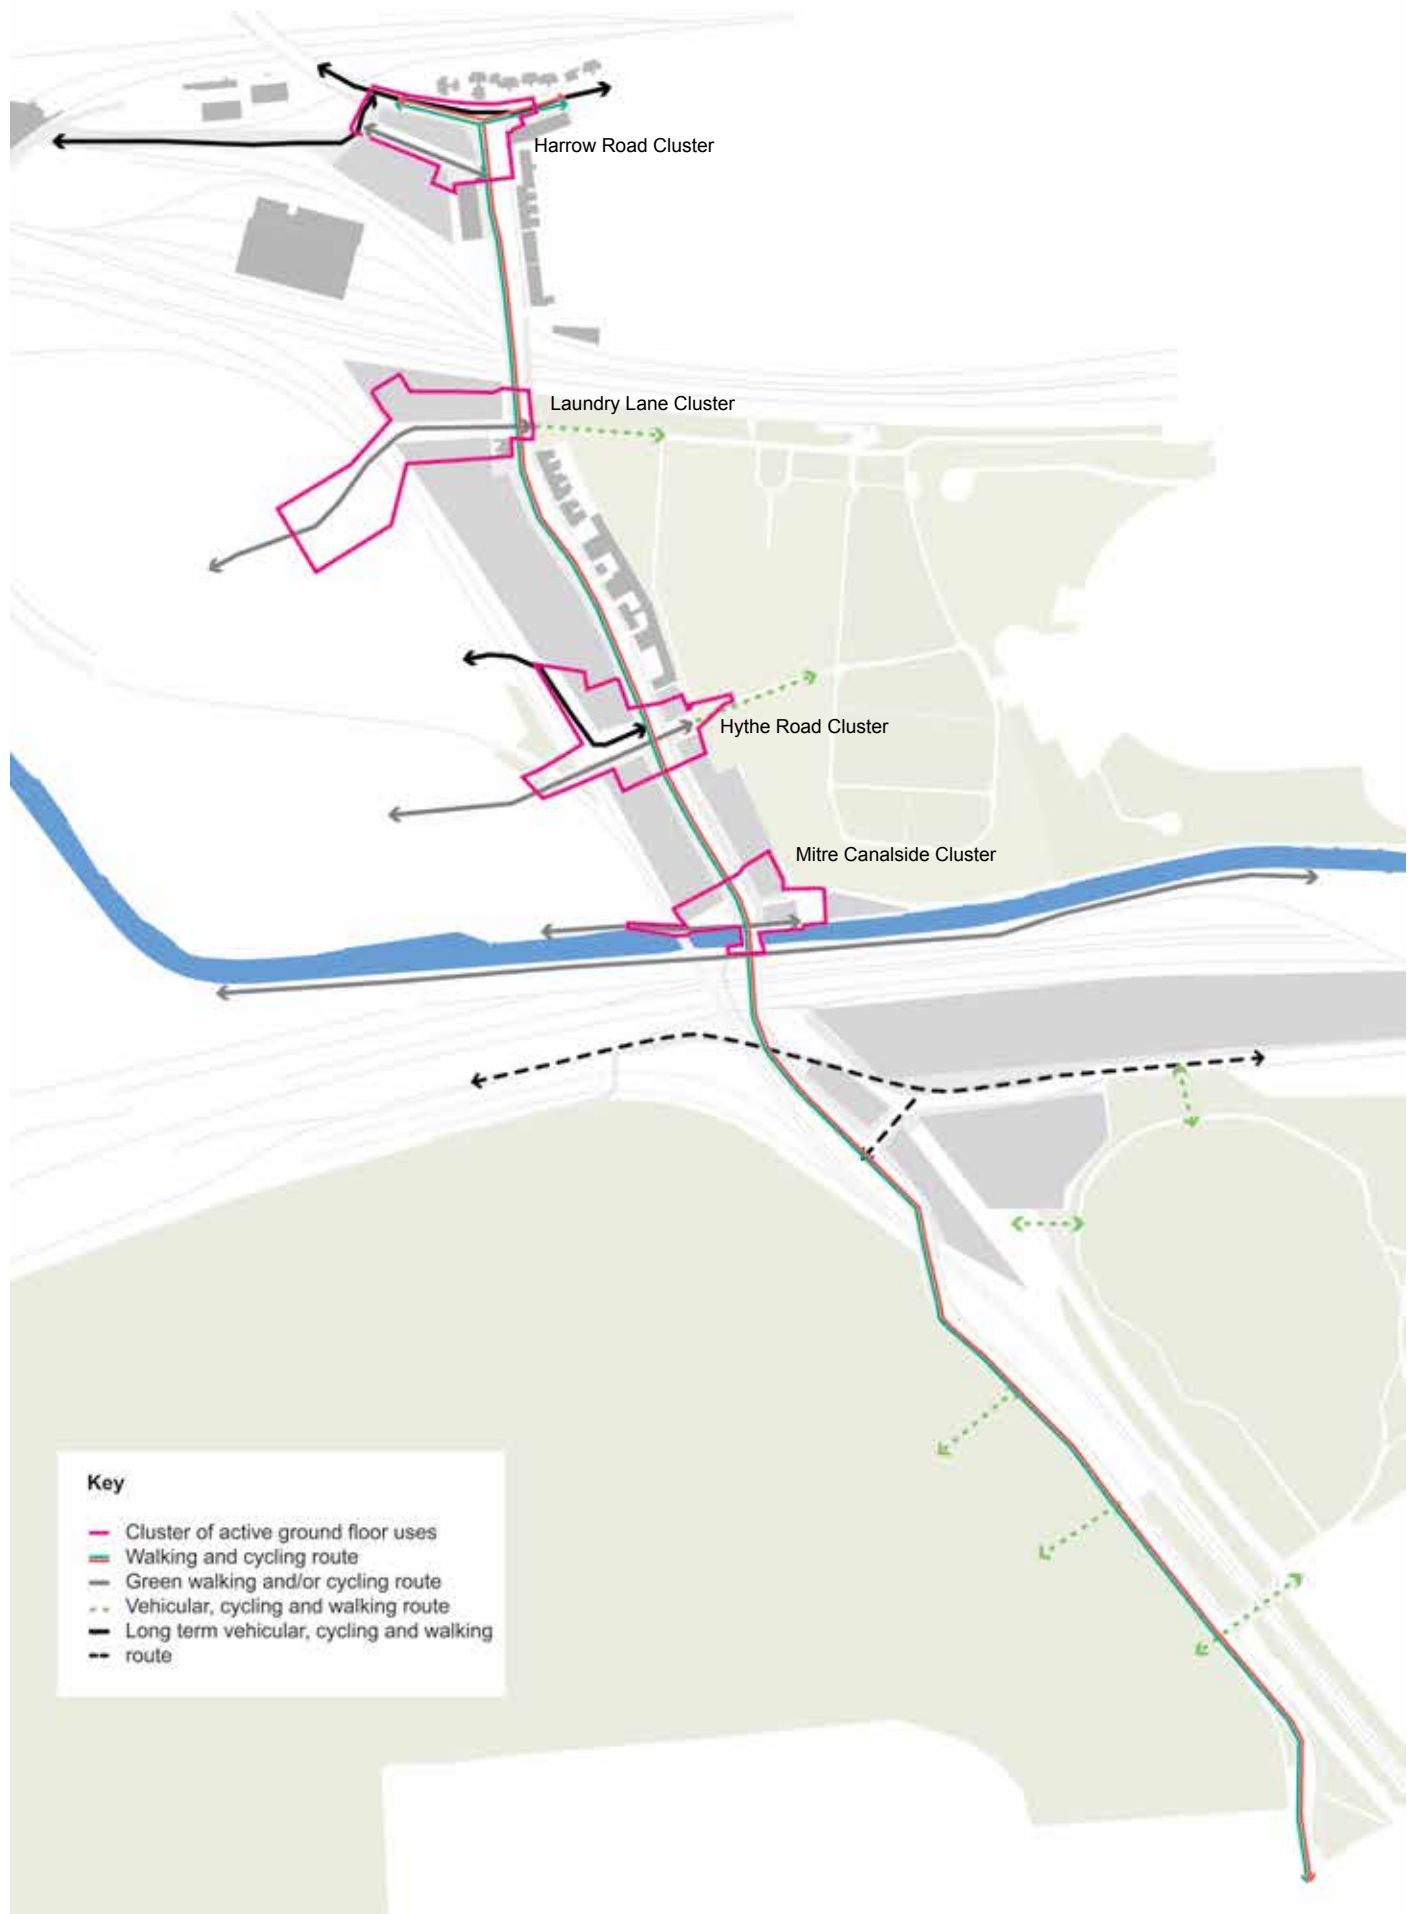 Harrow Road Cluster
Laundry Lane Cluster
Hythe Road Cluster
Mitre Canalside Cluster
Key
Cluster of active ground floor uses
Walking and cycling route
Green walking and/or cycling route
Vehicular, cycling and walking route
Long term vehicular, cycling and walking
route